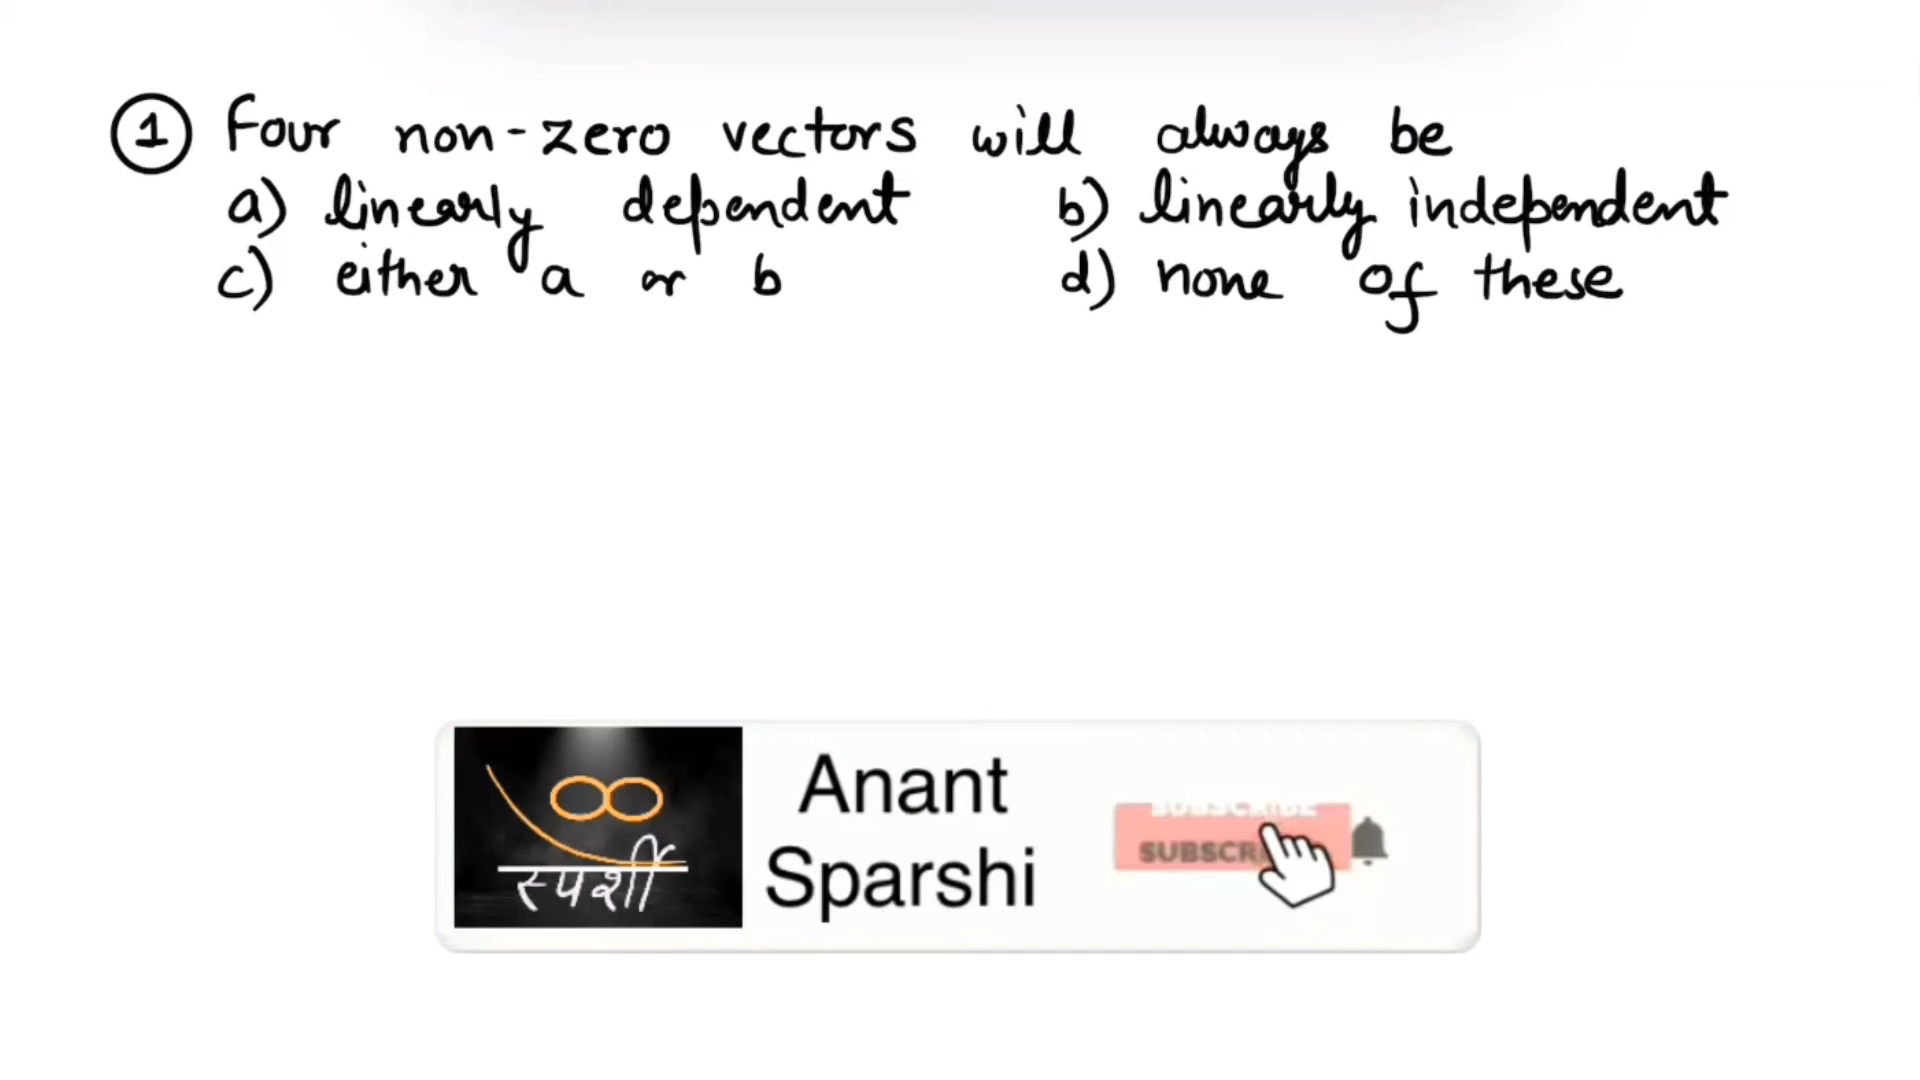 1 Four non-zero vectors will always be
a) linearly dependent b) linearly independent
c) either a or b d) none of these
Anant
Sparshi
SUBSCRIBE
स्पर्शी